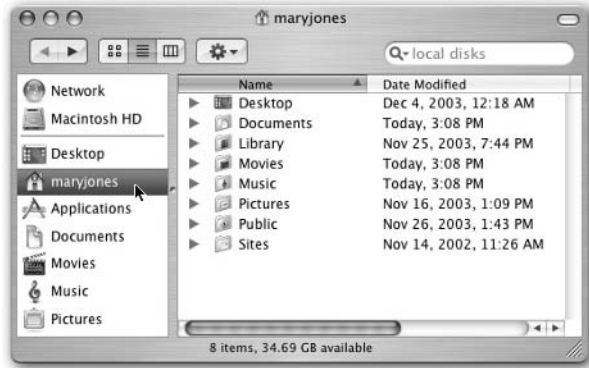 maryjones
local disks
Network
Macintosh HD
Desktop
maryjones
Applications
Documents
Movies
Music
Pictures
Name Date Modified
Desktop Dec 4, 2003, 12:18 AM
Documents Today, 3:08 PM
Library Nov 25, 2003, 7:44 PM
Movies Today, 3:08 PM
Music Today, 3:08 PM
Pictures Nov 16, 2003, 1:09 PM
Public Nov 26, 2003, 1:43 PM
Sites Nov 14, 2002, 11:26 AM
8 items, 34.69 GB available